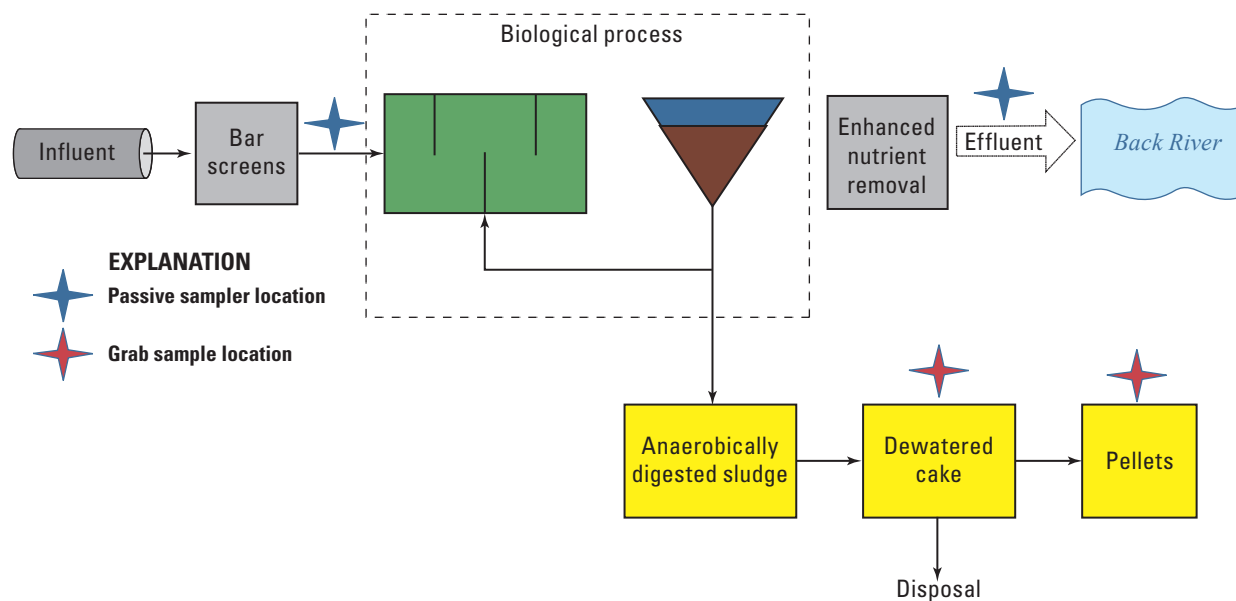 Biological process
Influent
Bar
screens
Enhanced
nutrient
removal
Effluent
Back River
EXPLANATION
Passive sampler location
Grab sample location
Anaerobically
digested sludge
Dewatered
cake
Pellets
Disposal